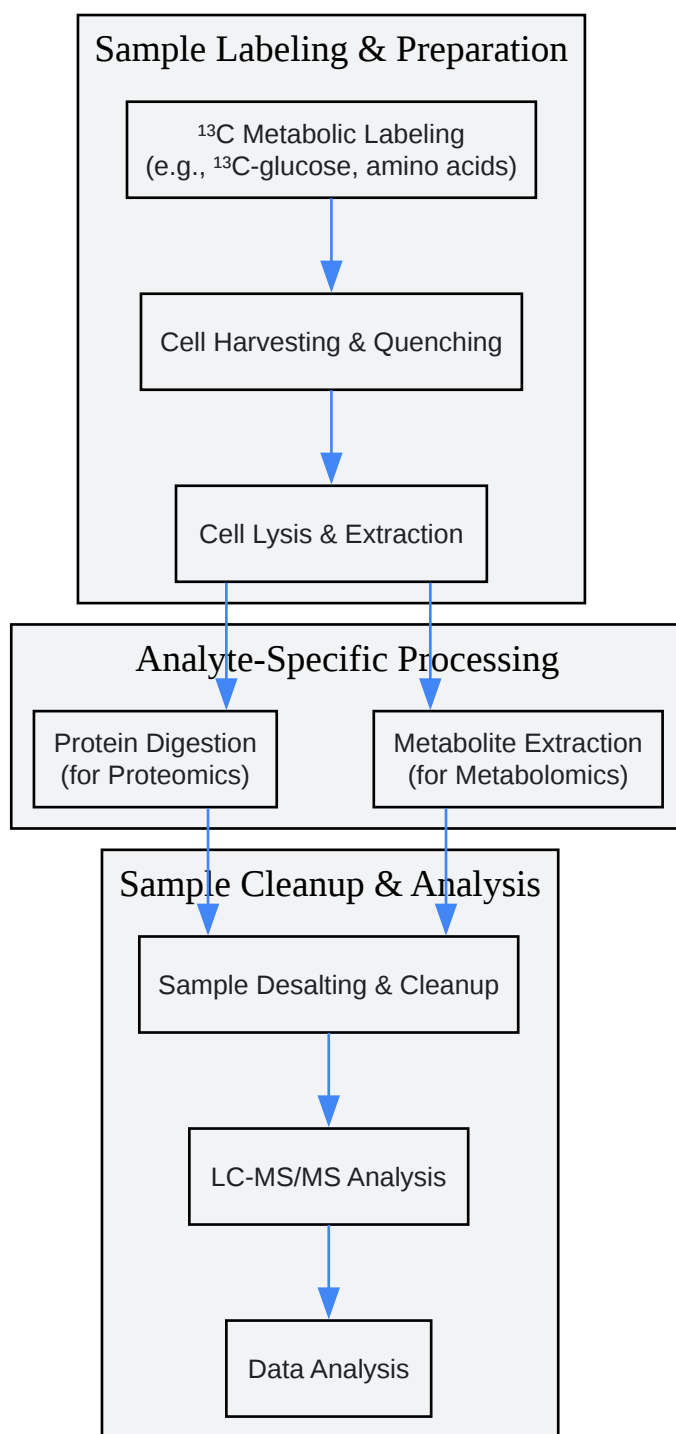 Sample Labeling & Preparation
¹³C Metabolic Labeling
(e.g., ¹³C-glucose, amino acids)
Cell Harvesting & Quenching
Cell Lysis & Extraction
Analyte-Specific Processing
Protein Digestion
(for Proteomics)
Metabolite Extraction
(for Metabolomics)
Sample Cleanup & Analysis
Sample Desalting & Cleanup
LC-MS/MS Analysis
Data Analysis